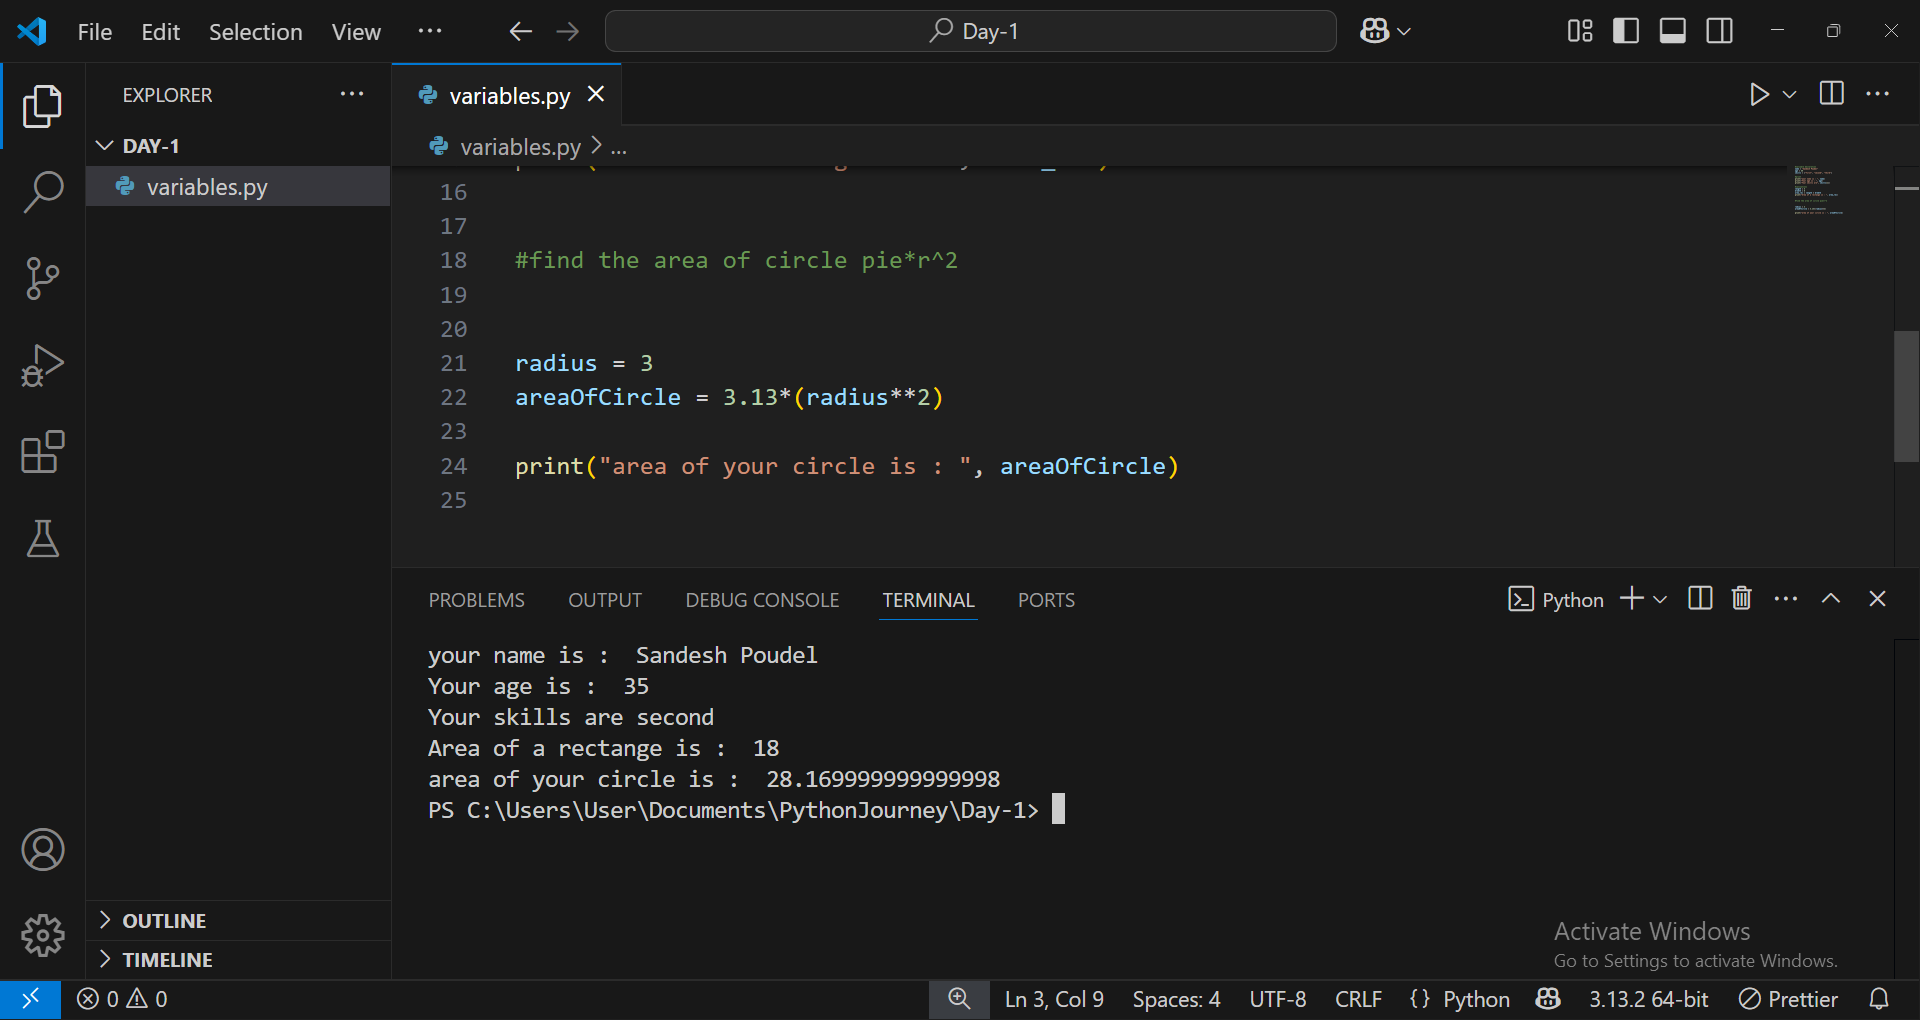 File Edit Selection View ··· Day-1
EXPLORER ···
DAY-1
variables.py
OUTLINE
TIMELINE
variables.py
variables.py > ...
16
17
18 #find the area of circle pie*r^2
19
20
21 radius = 3
22 areaOfCircle = 3.13*(radius**2)
23
24 print("area of your circle is : ", areaOfCircle)
25
PROBLEMS OUTPUT DEBUG CONSOLE TERMINAL PORTS Python
your name is :  Sandesh Poudel
Your age is :  35
Your skills are second
Area of a rectange is :  18
area of your circle is :  28.169999999999998
PS C:\Users\User\Documents\PythonJourney\Day-1>
Activate Windows
Go to Settings to activate Windows.
0 0 Ln 3, Col 9 Spaces: 4 UTF-8 CRLF {} Python 3.13.2 64-bit Prettier